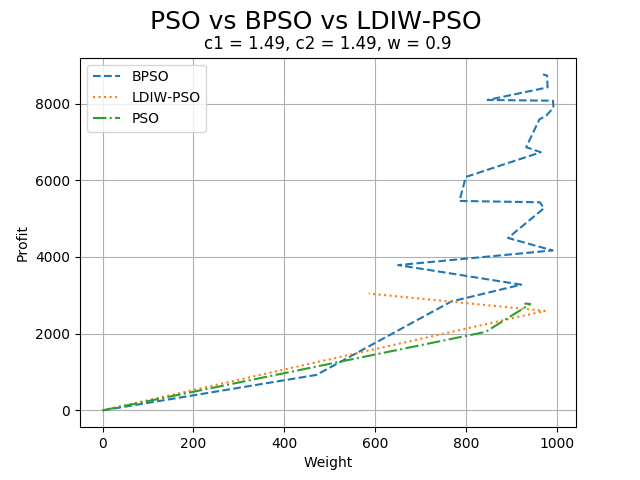 PSO vs BPSO vs LDIW-PSO
c1 = 1.49, c2 = 1.49, w = 0.9
BPSO
LDIW-PSO
PSO
Profit
8000
6000
4000
2000
0
0 200 400 600 800 1000
Weight